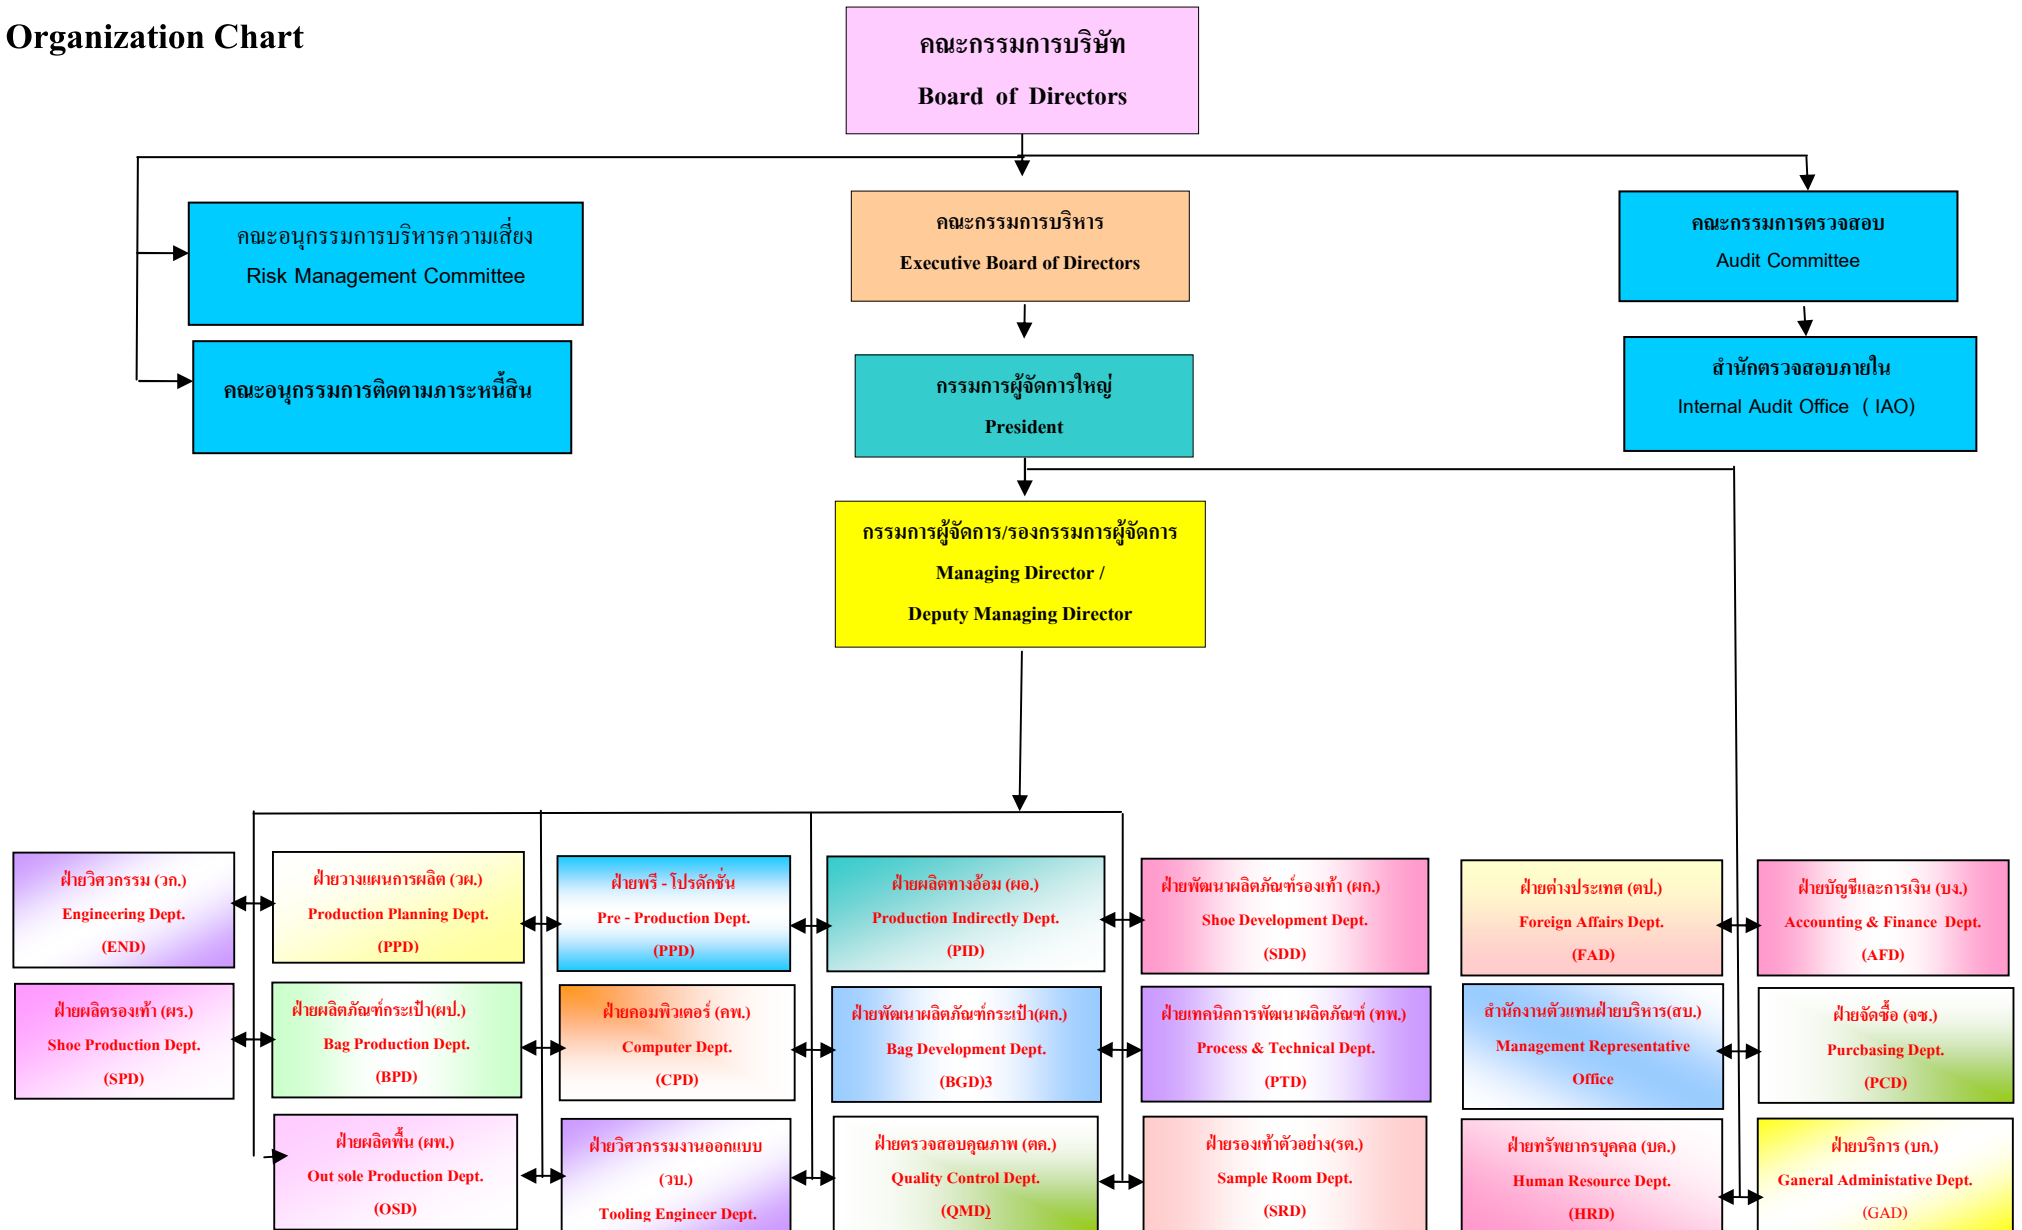 Organization Chart
คณะกรรมการบริษัท
Board of Directors
คณะอนุกรรมการบริหารความเสี่ยง
Risk Management Committee
คณะกรรมการบริหาร
Executive Board of Directors
คณะกรรมการตรวจสอบ
Audit Committee
คณะอนุกรรมการติดตามภาระหนี้สิน
กรรมการผู้จัดการใหญ่
President
สำนักตรวจสอบภายใน
Internal Audit Office ( IAO)
กรรมการผู้จัดการ/รองกรรมการผู้จัดการ
Managing Director /
Deputy Managing Director
ฝ่ายวิศวกรรม (วก.)
Engineering Dept.
(END)
ฝ่ายวางแผนการผลิต (วผ.)
Production Planning Dept.
(PPD)
ฝ่ายพรี - โปรดักชั่น
Pre - Production Dept.
(PPD)
ฝ่ายผลิตทางอ้อม (ผอ.)
Production Indirectly Dept.
(PID)
ฝ่ายพัฒนาผลิตภัณฑ์รองเท้า (ผก.)
Shoe Development Dept.
(SDD)
ฝ่ายต่างประเทศ (ตป.)
Foreign Affairs Dept.
(FAD)
ฝ่ายบัญชีและการเงิน (บง.)
Accounting & Finance Dept.
(AFD)
ฝ่ายผลิตรองเท้า (ผร.)
Shoe Production Dept.
(SPD)
ฝ่ายผลิตภัณฑ์กระเป๋า(ผป.)
Bag Production Dept.
(BPD)
ฝ่ายคอมพิวเตอร์ (คพ.)
Computer Dept.
(CPD)
ฝ่ายพัฒนาผลิตภัณฑ์กระเป๋า(ผก.)
Bag Development Dept.
(BGD)3
ฝ่ายเทคนิคการพัฒนาผลิตภัณฑ์ (ทพ.)
Process & Technical Dept.
(PTD)
สำนักงานตัวแทนฝ่ายบริหาร(สบ.)
Management Representative
Office
ฝ่ายจัดซื้อ (จซ.)
Purchasing Dept.
(PCD)
ฝ่ายผลิตพื้น (ผพ.)
Out sole Production Dept.
(OSD)
ฝ่ายวิศวกรรมงานออกแบบ
(วบ.)
Tooling Engineer Dept.
ฝ่ายตรวจสอบคุณภาพ (ตค.)
Quality Control Dept.
(QMD)
ฝ่ายรองเท้าตัวอย่าง(รต.)
Sample Room Dept.
(SRD)
ฝ่ายทรัพยากรบุคคล (บค.)
Human Resource Dept.
(HRD)
ฝ่ายบริการ (บก.)
Ganeral Administative Dept.
(GAD)